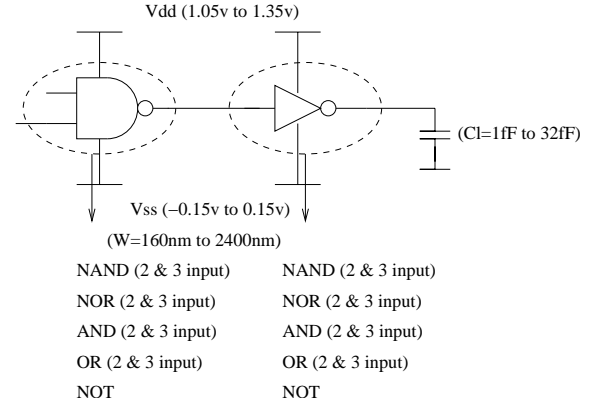 Vdd (1.05v to 1.35v)
(Cl=1fF to 32fF)
Vss (−0.15v to 0.15v)
(W=160nm to 2400nm)
NAND (2 & 3 input) NAND (2 & 3 input)
NOR (2 & 3 input) NOR (2 & 3 input)
AND (2 & 3 input) AND (2 & 3 input)
OR (2 & 3 input) OR (2 & 3 input)
NOT NOT